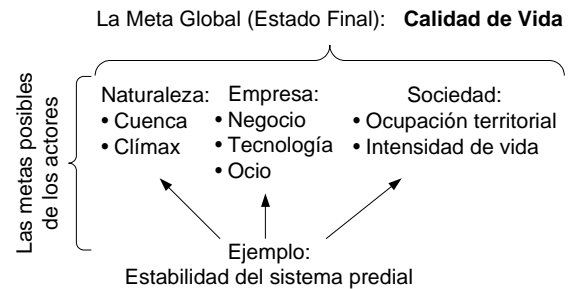 La Meta Global (Estado Final): Calidad de Vida
Las metas posibles
de los actores
Naturaleza:
• Cuenca
• Clímax
Empresa:
• Negocio
• Tecnología
• Ocio
Sociedad:
• Ocupación territorial
• Intensidad de vida
Ejemplo:
Estabilidad del sistema predial